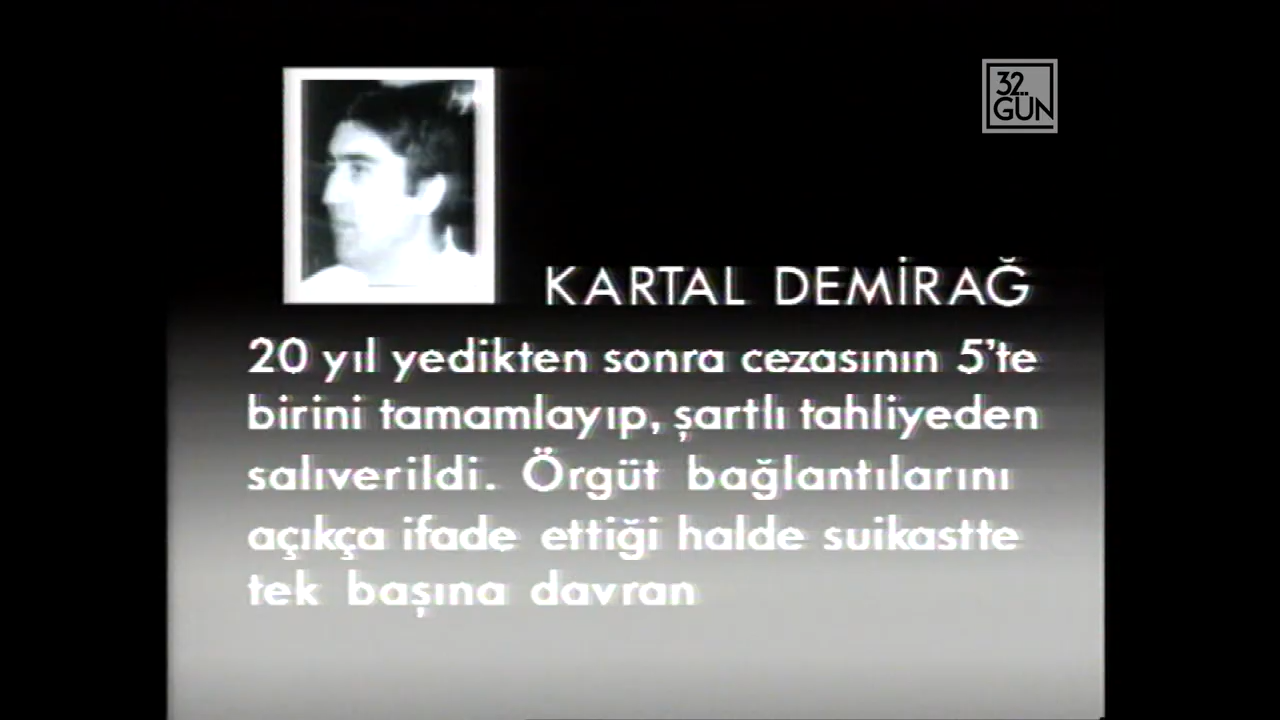 32.
GÜN
KARTAL DEMİRAĞ
20 yıl yedikten sonra cezasının 5'te
birini tamamlayıp, şartlı tahliyeden
salıverildi. Örgüt bağlantılarını
açıkça ifade ettiği halde suikastte
tek başına davran